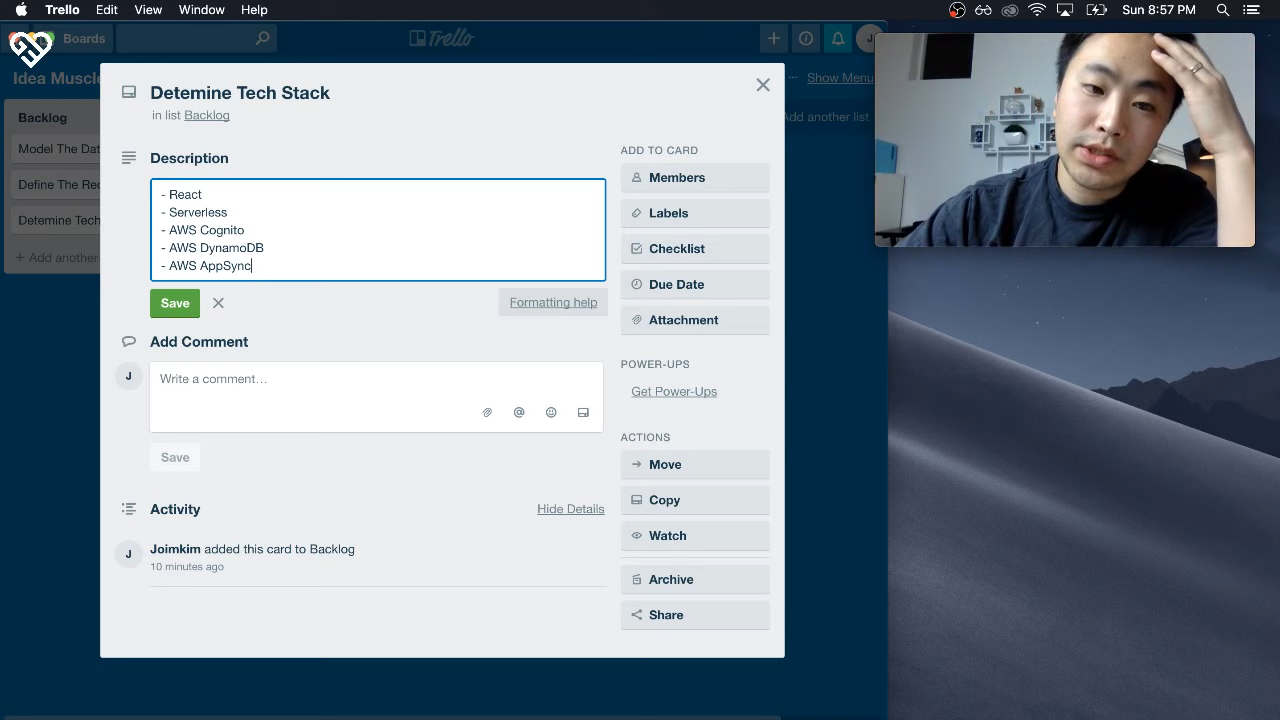 Trello Edit View Window Help
Sun 8:57 PM
Boards
Trello
J
Idea Muscle
Show Menu
Backlog
Model The Dat
Define The Rec
Detemine Tech
+ Add another
Add another list
Detemine Tech Stack
in list Backlog
Description
- React
- Serverless
- AWS Cognito
- AWS DynamoDB
- AWS AppSync
Save
Formatting help
Add Comment
J
Write a comment…
@
Save
Activity
Hide Details
J
Joimkim added this card to Backlog
10 minutes ago
ADD TO CARD
Members
Labels
Checklist
Due Date
Attachment
POWER-UPS
Get Power-Ups
ACTIONS
Move
Copy
Watch
Archive
Share